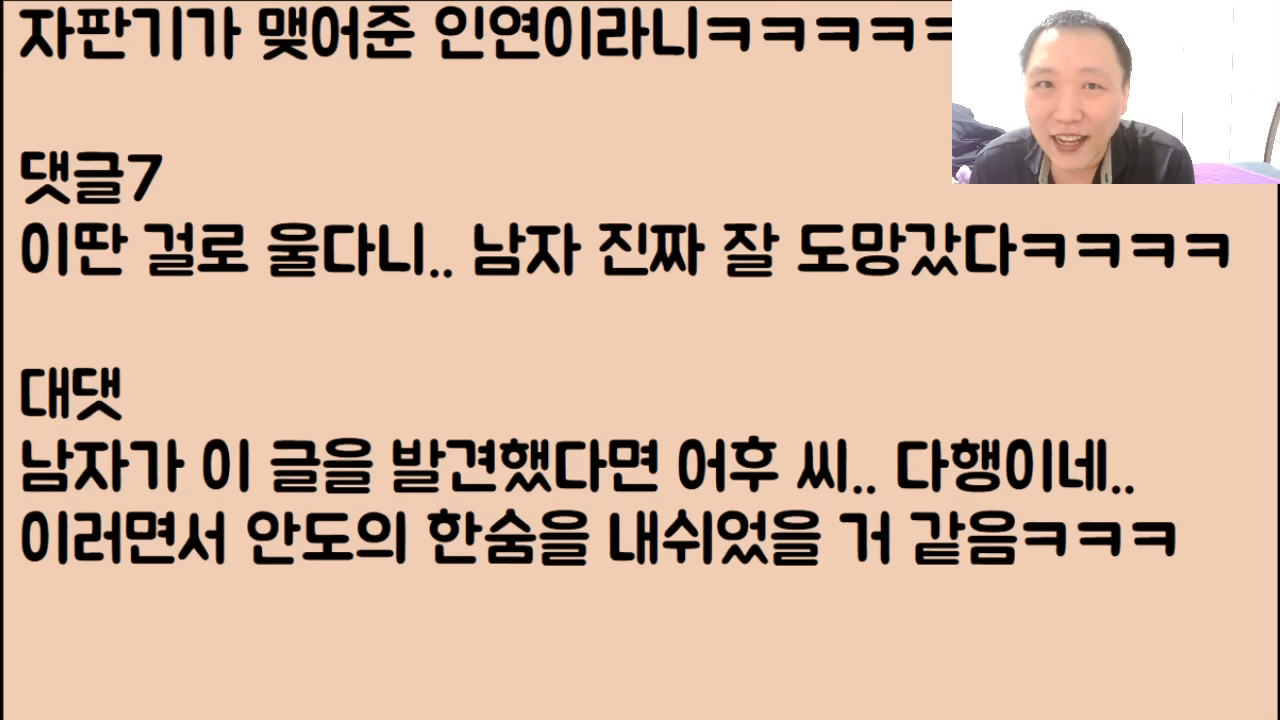 자판기가 맺어준 인연이라니ㅋㅋㅋㅋㅋ
댓글7
이딴 걸로 울다니.. 남자 진짜 잘 도망갔다ㅋㅋㅋㅋ
대댓
남자가 이 글을 발견했다면 어후 씨.. 다행이네..
이러면서 안도의 한숨을 내쉬었을 거 같음ㅋㅋㅋ